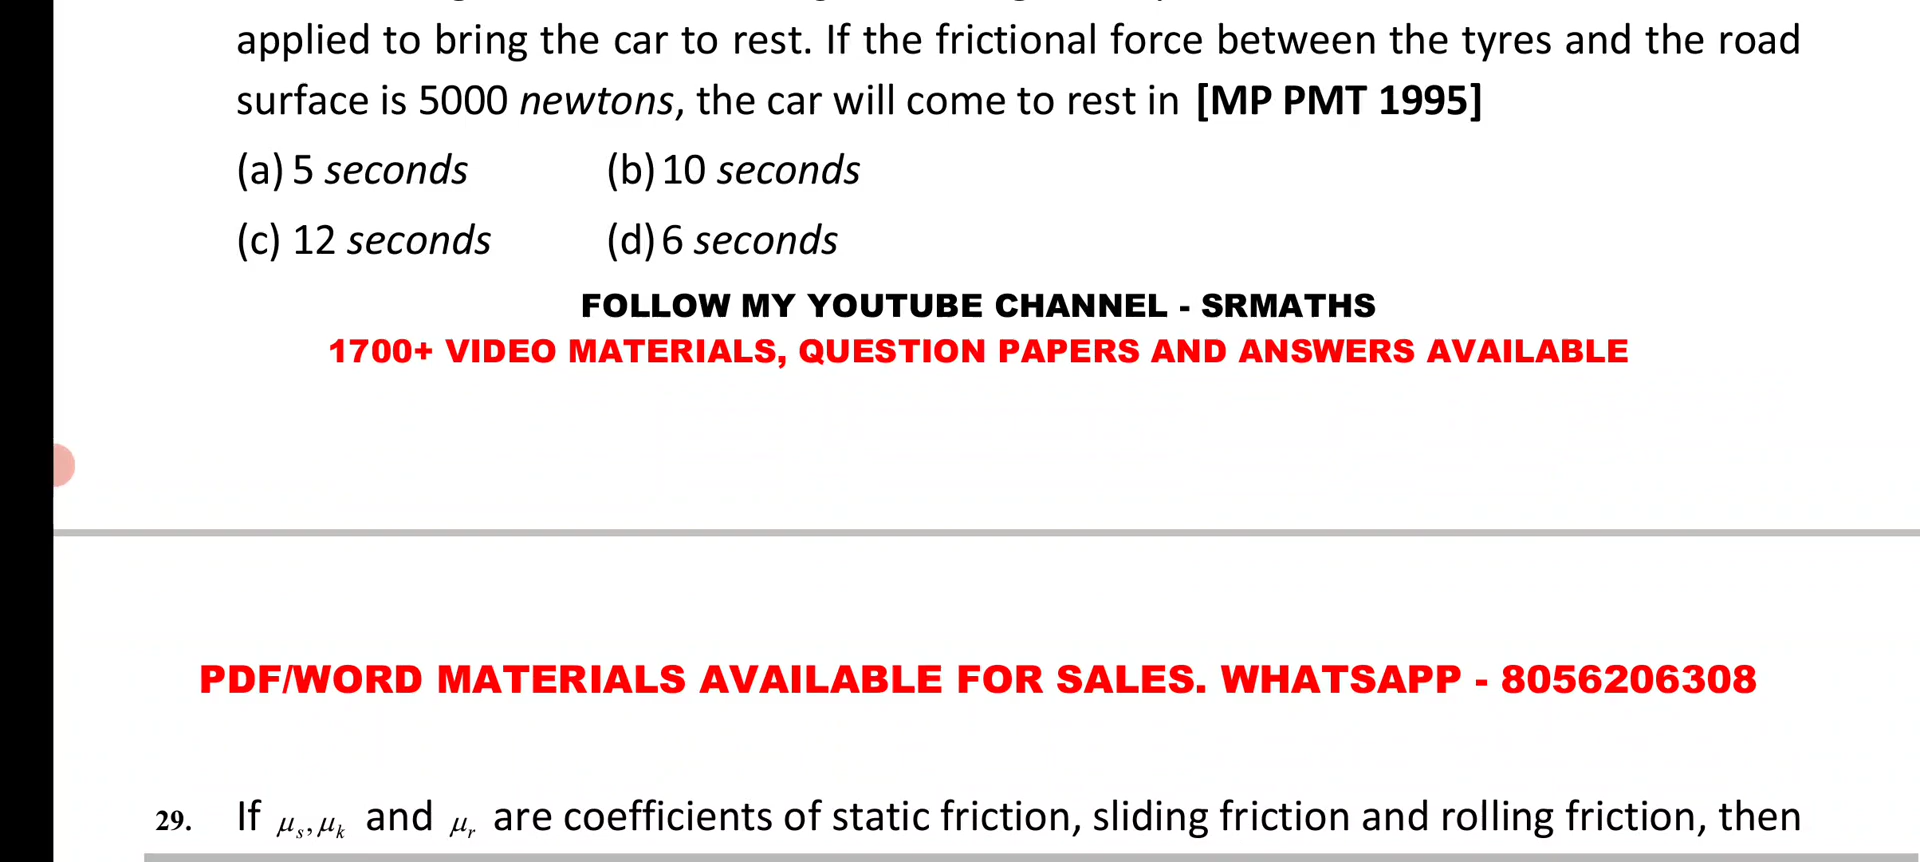 applied to bring the car to rest. If the frictional force between the tyres and the road
surface is 5000 newtons, the car will come to rest in [MP PMT 1995]
(a) 5 seconds (b) 10 seconds
(c) 12 seconds (d) 6 seconds
FOLLOW MY YOUTUBE CHANNEL - SRMATHS
1700+ VIDEO MATERIALS, QUESTION PAPERS AND ANSWERS AVAILABLE
PDF/WORD MATERIALS AVAILABLE FOR SALES. WHATSAPP - 8056206308
29. If μs, μk and μr are coefficients of static friction, sliding friction and rolling friction, then